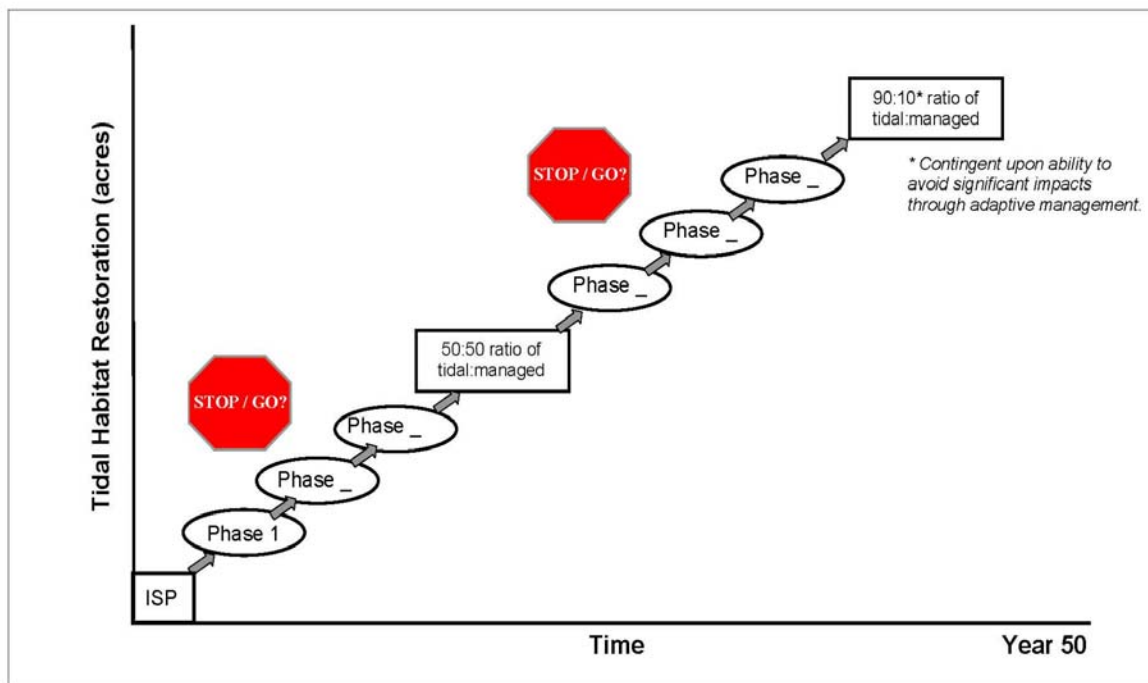 Tidal Habitat Restoration (acres)
90:10* ratio of
tidal:managed
* Contingent upon ability to
avoid significant impacts
through adaptive management.
STOP / GO?
Phase _
Phase _
Phase _
50:50 ratio of
tidal:managed
STOP / GO?
Phase _
Phase _
Phase 1
ISP
Time
Year 50